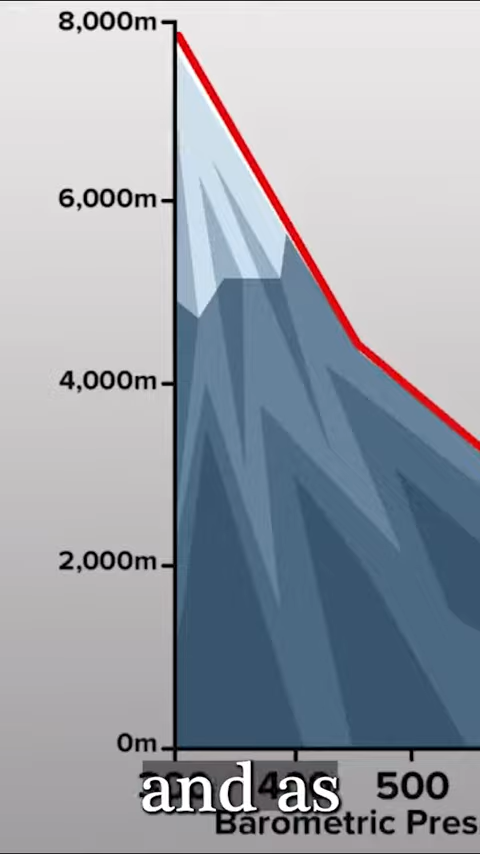 8,000m
6,000m
4,000m
2,000m
0m
500
and as
Barometric Pres